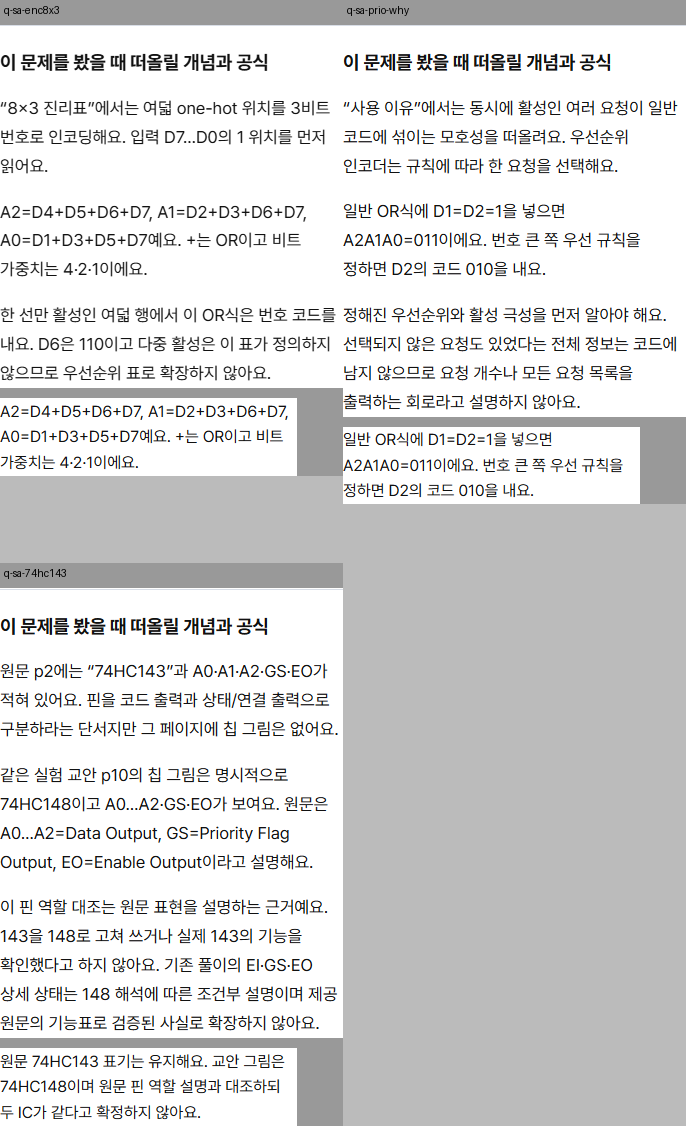 q-sa-enc8x3
이 문제를 봤을 때 떠올릴 개념과 공식
“8×3 진리표”에서는 여덟 one-hot 위치를 3비트
번호로 인코딩해요. 입력 D7…D0의 1 위치를 먼저
읽어요.
A2=D4+D5+D6+D7, A1=D2+D3+D6+D7,
A0=D1+D3+D5+D7예요. +는 OR이고 비트
가중치는 4·2·1이에요.
한 선만 활성인 여덟 행에서 이 OR식은 번호 코드를
내요. D6은 110이고 다중 활성은 이 표가 정의하지
않으므로 우선순위 표로 확장하지 않아요.
A2=D4+D5+D6+D7, A1=D2+D3+D6+D7,
A0=D1+D3+D5+D7예요. +는 OR이고 비트
가중치는 4·2·1이에요.
q-sa-prio-why
이 문제를 봤을 때 떠올릴 개념과 공식
“사용 이유”에서는 동시에 활성인 여러 요청이 일반
코드에 섞이는 모호성을 떠올려요. 우선순위
인코더는 규칙에 따라 한 요청을 선택해요.
일반 OR식에 D1=D2=1을 넣으면
A2A1A0=011이에요. 번호 큰 쪽 우선 규칙을
정하면 D2의 코드 010을 내요.
정해진 우선순위와 활성 극성을 먼저 알아야 해요.
선택되지 않은 요청도 있었다는 전체 정보는 코드에
남지 않으므로 요청 개수나 모든 요청 목록을
출력하는 회로라고 설명하지 않아요.
일반 OR식에 D1=D2=1을 넣으면
A2A1A0=011이에요. 번호 큰 쪽 우선 규칙을
정하면 D2의 코드 010을 내요.
q-sa-74hc143
이 문제를 봤을 때 떠올릴 개념과 공식
원문 p2에는 “74HC143”과 A0·A1·A2·GS·EO가
적혀 있어요. 핀을 코드 출력과 상태/연결 출력으로
구분하라는 단서지만 그 페이지에 칩 그림은 없어요.
같은 실험 교안 p10의 칩 그림은 명시적으로
74HC148이고 A0…A2·GS·EO가 보여요. 원문은
A0…A2=Data Output, GS=Priority Flag
Output, EO=Enable Output이라고 설명해요.
이 핀 역할 대조는 원문 표현을 설명하는 근거예요.
143을 148로 고쳐 쓰거나 실제 143의 기능을
확인했다고 하지 않아요. 기존 풀이의 EI·GS·EO
상세 상태는 148 해석에 따른 조건부 설명이며 제공
원문의 기능표로 검증된 사실로 확장하지 않아요.
원문 74HC143 표기는 유지해요. 교안 그림은
74HC148이며 원문 핀 역할 설명과 대조하되
두 IC가 같다고 확정하지 않아요.